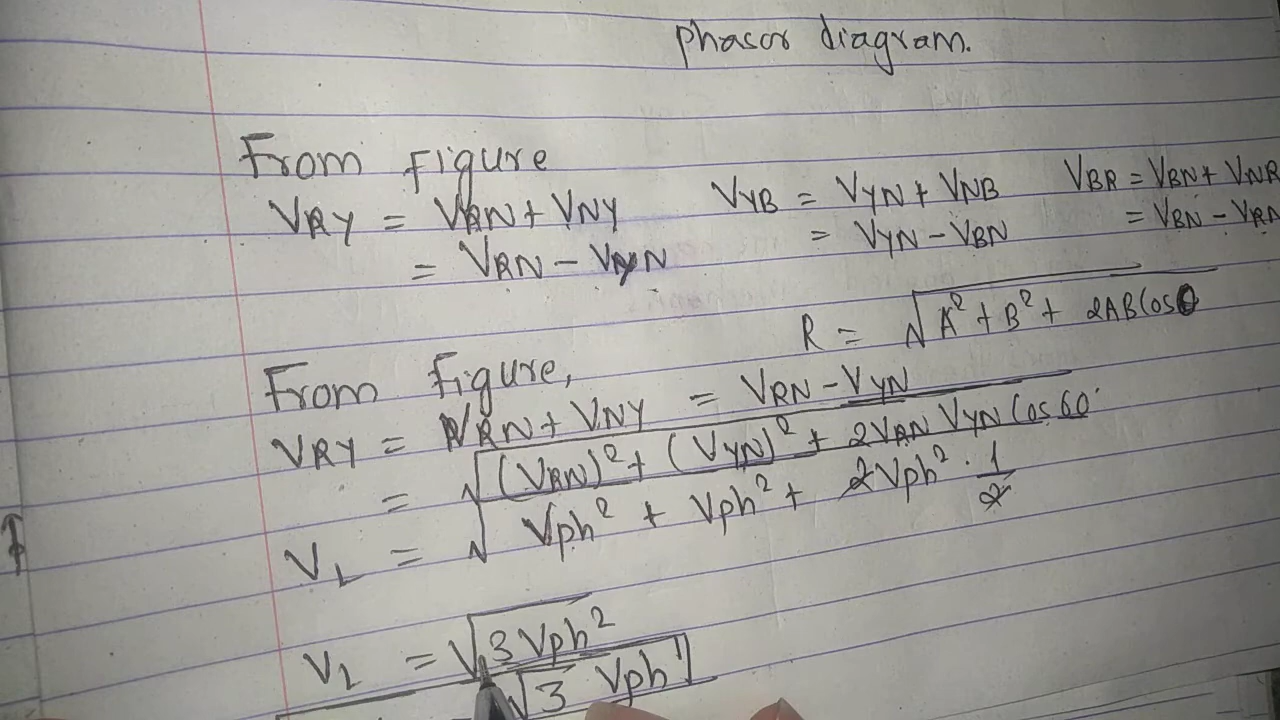 phasor diagram.
From Figure
VRY = VRN + VNY VYB = VYN + VNB VBR = VBN + VNR
= VRN - VYN = VYN - VBN = VBN - VRN
R = √A² + B² + 2ABCosθ
From Figure,
VRY = VRN + VNY = VRN - VYN
= √(VRN)² + (VYN)² + 2VRN VYN Cos 60°
VL = √Vph² + Vph² + 2Vph² · 1/2
VL = √3Vph²
√3 Vph